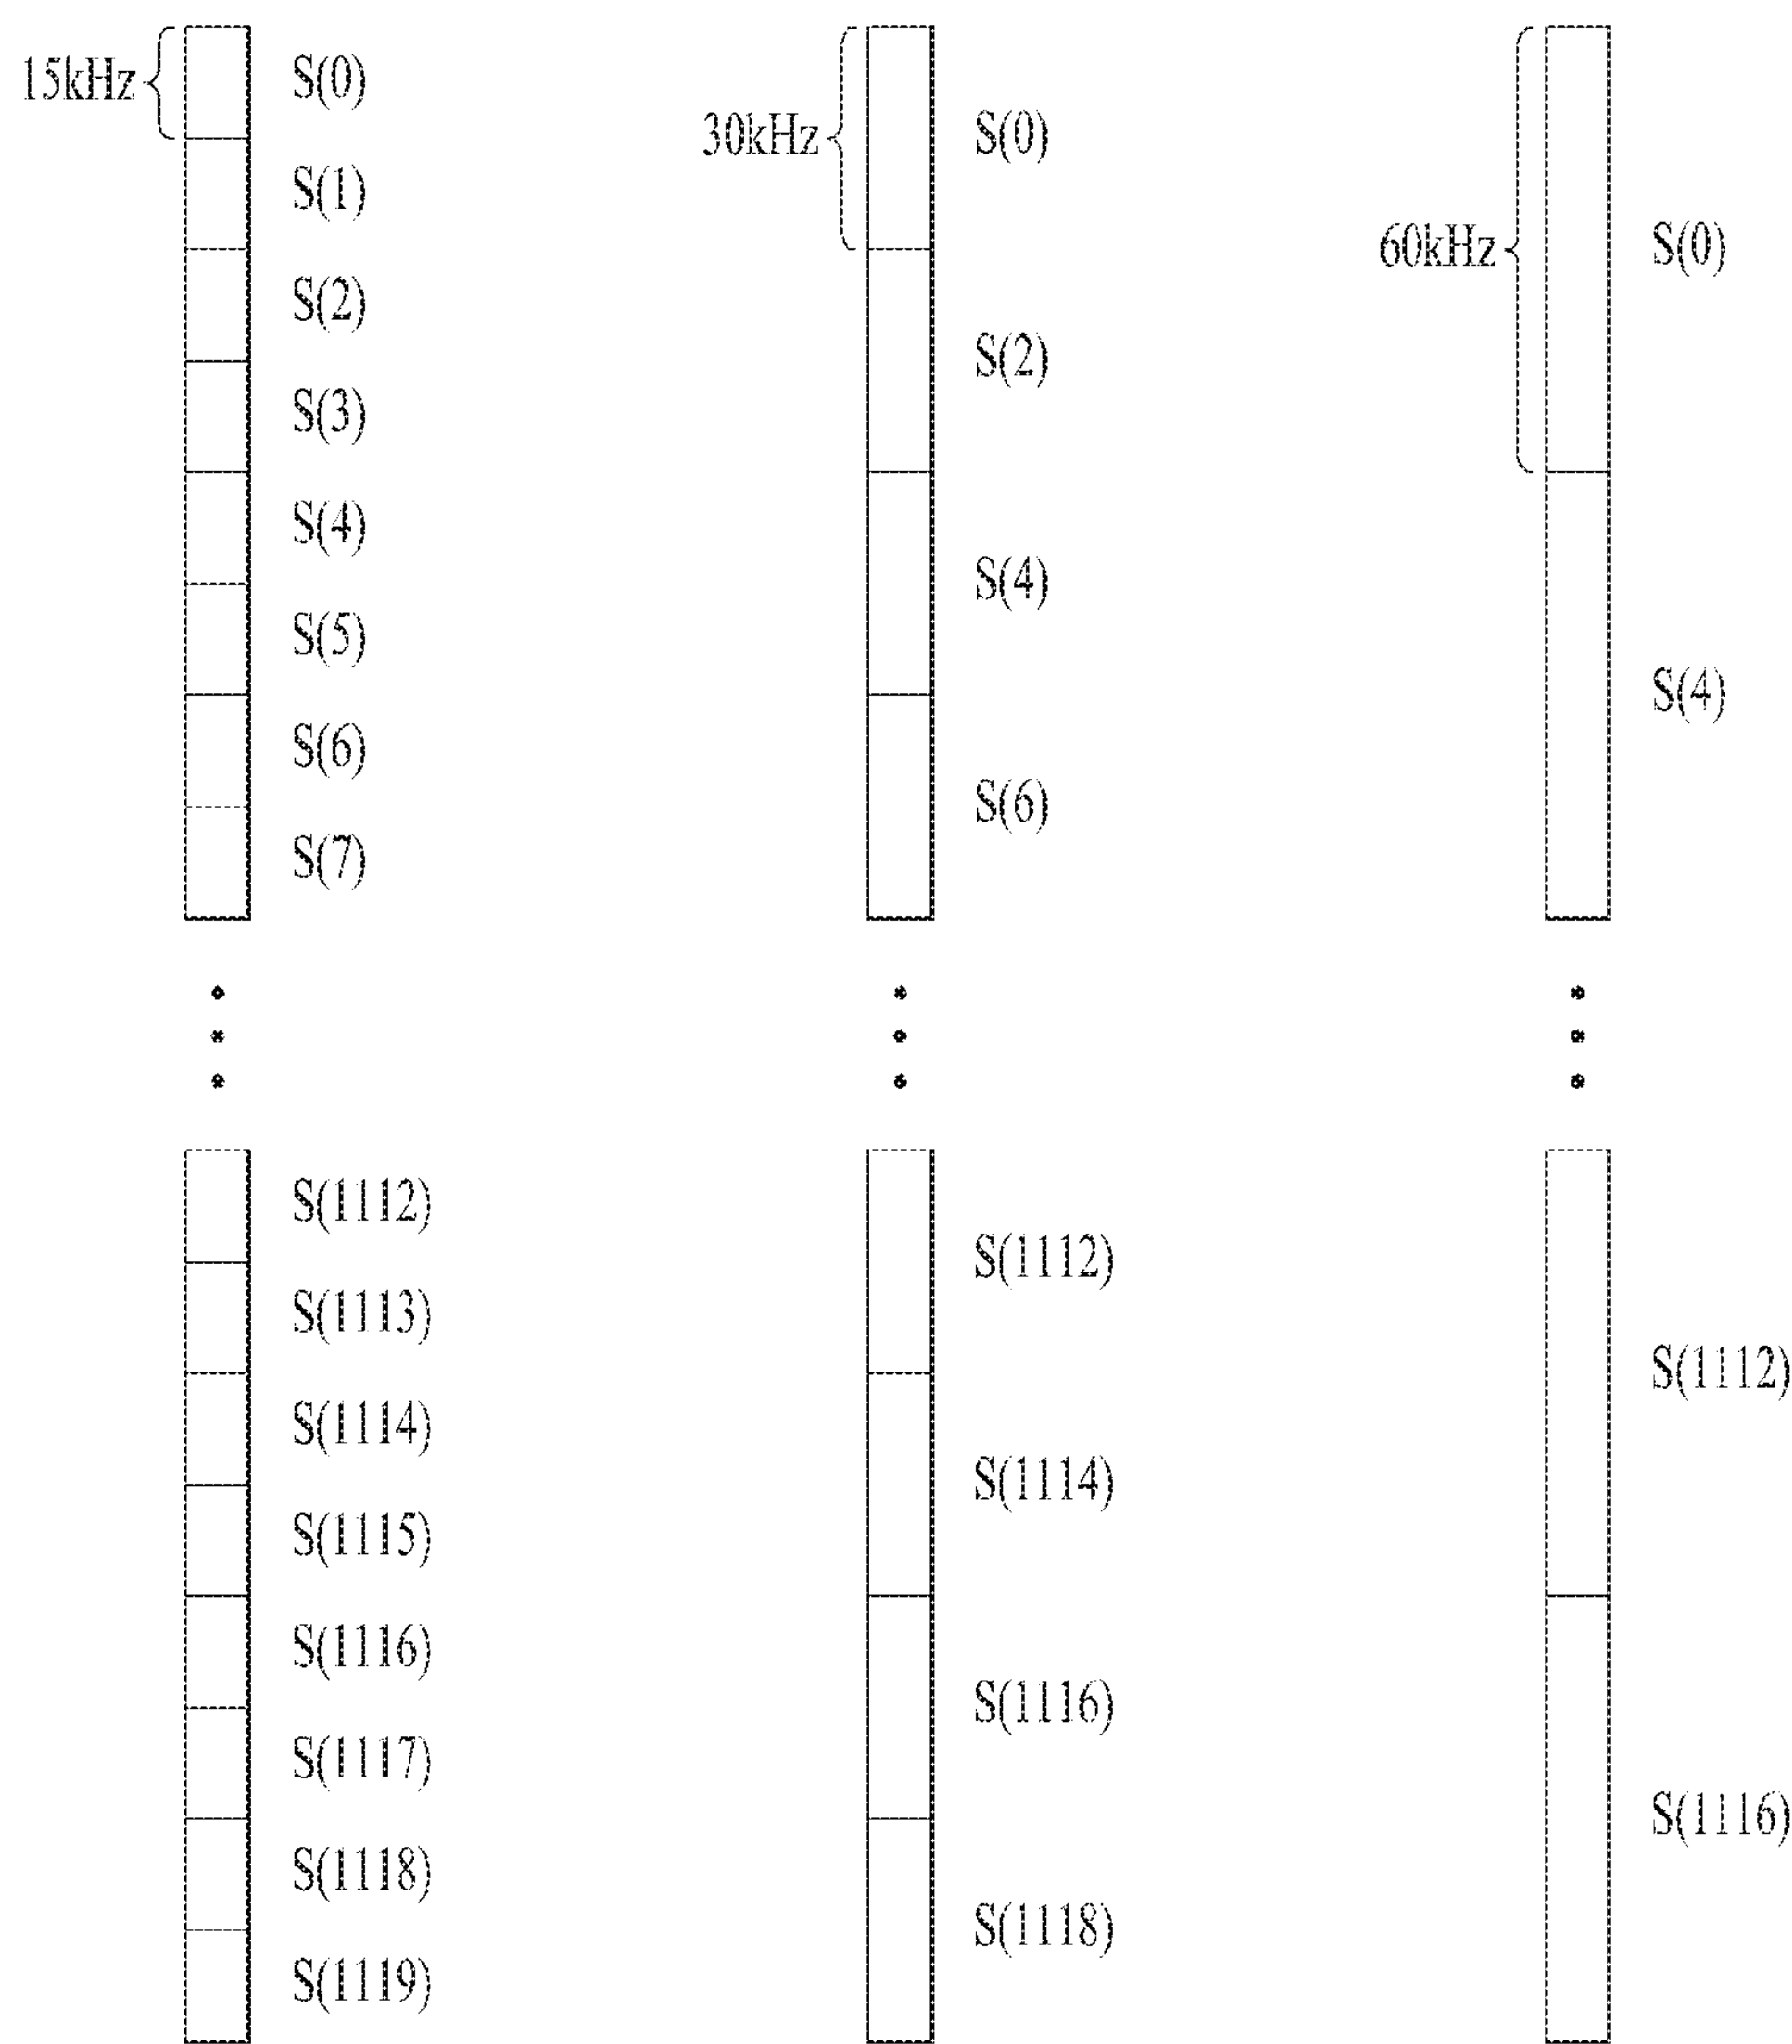 15kHz
S(0)
S(1)
S(2)
S(3)
S(4)
S(5)
S(6)
S(7)
S(1112)
S(1113)
S(1114)
S(1115)
S(1116)
S(1117)
S(1118)
S(1119)
30kHz
S(0)
S(2)
S(4)
S(6)
S(1112)
S(1114)
S(1116)
S(1118)
60kHz
S(0)
S(4)
S(1112)
S(1116)